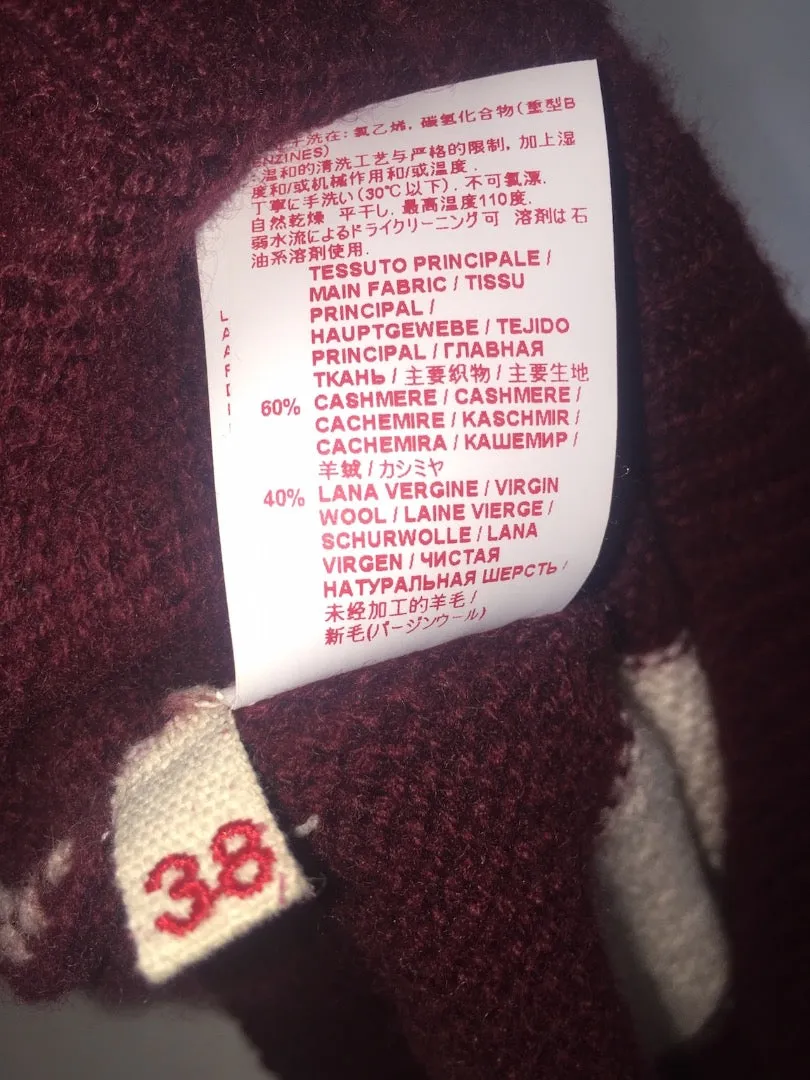 手洗在: 氯乙烯, 碳氢化合物(重型B
ENZINES)
温和的清洗工艺与严格的限制, 加上湿
度和/或机械作用和/或温度.
丁寧に手洗い(30℃以下). 不可氯漂.
自然乾燥 平干し. 最高温度110度.
弱水流によるドライクリーニング可 溶剤は石
油系溶剤使用.
TESSUTO PRINCIPALE /
MAIN FABRIC / TISSU
PRINCIPAL /
HAUPTGEWEBE / TEJIDO
PRINCIPAL / ГЛАВНАЯ
ТКАНЬ / 主要织物 / 主要生地
60% CASHMERE / CASHMERE /
CACHEMIRE / KASCHMIR /
CACHEMIRA / КАШЕМИР /
羊绒 / カシミヤ
40% LANA VERGINE / VIRGIN
WOOL / LAINE VIERGE /
SCHURWOLLE / LANA
VIRGEN / ЧИСТАЯ
НАТУРАЛЬНАЯ ШЕРСТЬ /
未经加工的羊毛 /
新毛(バージンウール)
38